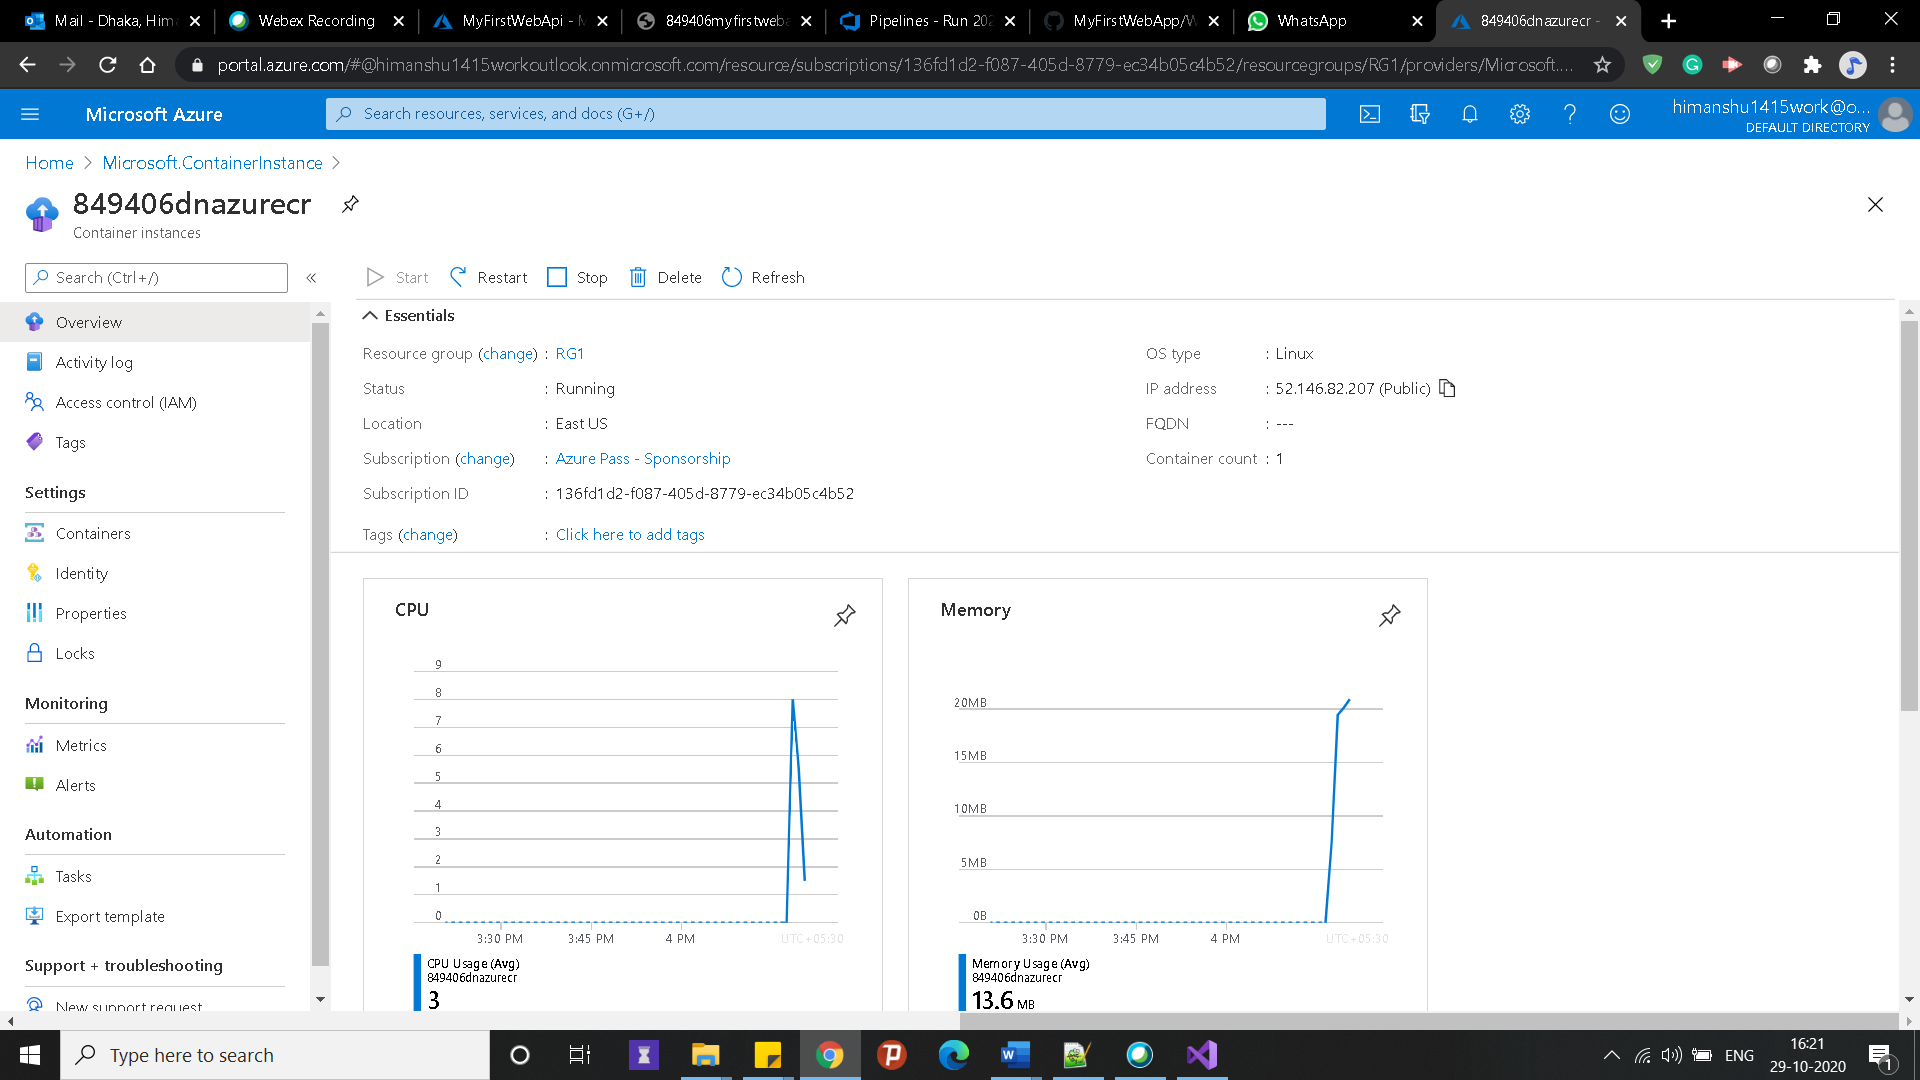 Mail - Dhaka, Him
Webex Recording
MyFirstWebApi - M
849406myfirstweba
Pipelines - Run 202
MyFirstWebApp/W
WhatsApp
849406dnazurecr -
portal.azure.com/#@himanshu1415workoutlook.onmicrosoft.com/resource/subscriptions/136fd1d2-f087-405d-8779-ec34b05c4b52/resourcegroups/RG1/providers/Microsoft....
Microsoft Azure
Search resources, services, and docs (G+/)
himanshu1415work@o...
DEFAULT DIRECTORY
Home > Microsoft.ContainerInstance >
849406dnazurecr
Container instances
Search (Ctrl+/)
«
Start
Restart
Stop
Delete
Refresh
Overview
Activity log
Access control (IAM)
Tags
Settings
Containers
Identity
Properties
Locks
Monitoring
Metrics
Alerts
Automation
Tasks
Export template
Support + troubleshooting
New support request
Essentials
Resource group (change) : RG1
Status : Running
Location : East US
Subscription (change) : Azure Pass - Sponsorship
Subscription ID : 136fd1d2-f087-405d-8779-ec34b05c4b52
Tags (change) : Click here to add tags
OS type : Linux
IP address : 52.146.82.207 (Public)
FQDN : ---
Container count : 1
CPU
9
8
7
6
5
4
3
2
1
0
3:30 PM 3:45 PM 4 PM UTC+05:30
CPU Usage (Avg)
849406dnazurecr
3
Memory
20MB
15MB
10MB
5MB
0B
3:30 PM 3:45 PM 4 PM UTC+05:30
Memory Usage (Avg)
849406dnazurecr
13.6 MB
Type here to search
ENG
16:21
29-10-2020
1